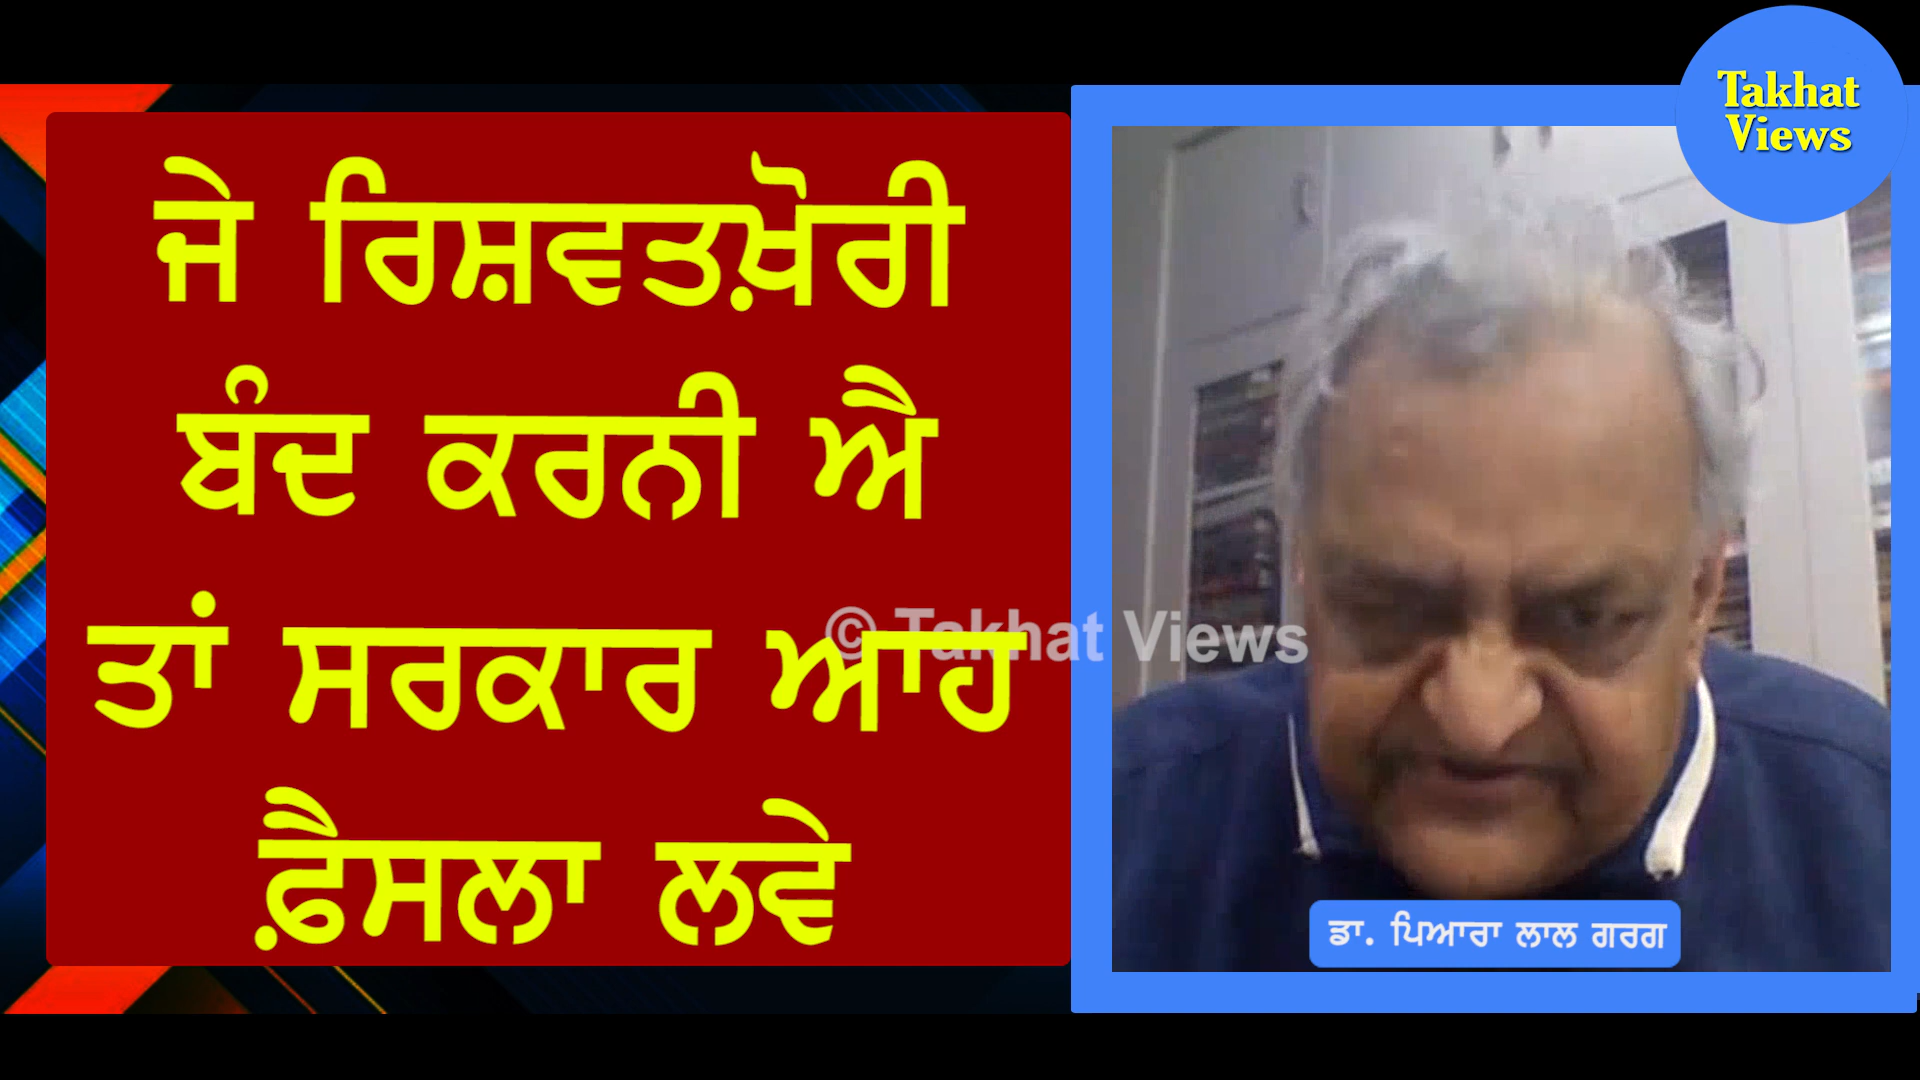 ਜੇ ਰਿਸ਼ਵਤਖ਼ੋਰੀ
ਬੰਦ ਕਰਨੀ ਐ
ਤਾਂ ਸਰਕਾਰ ਆਹ
ਫ਼ੈਸਲਾ ਲਵੇ
© Takhat Views
Takhat
Views
ਡਾ. ਪਿਆਰਾ ਲਾਲ ਗਰਗ